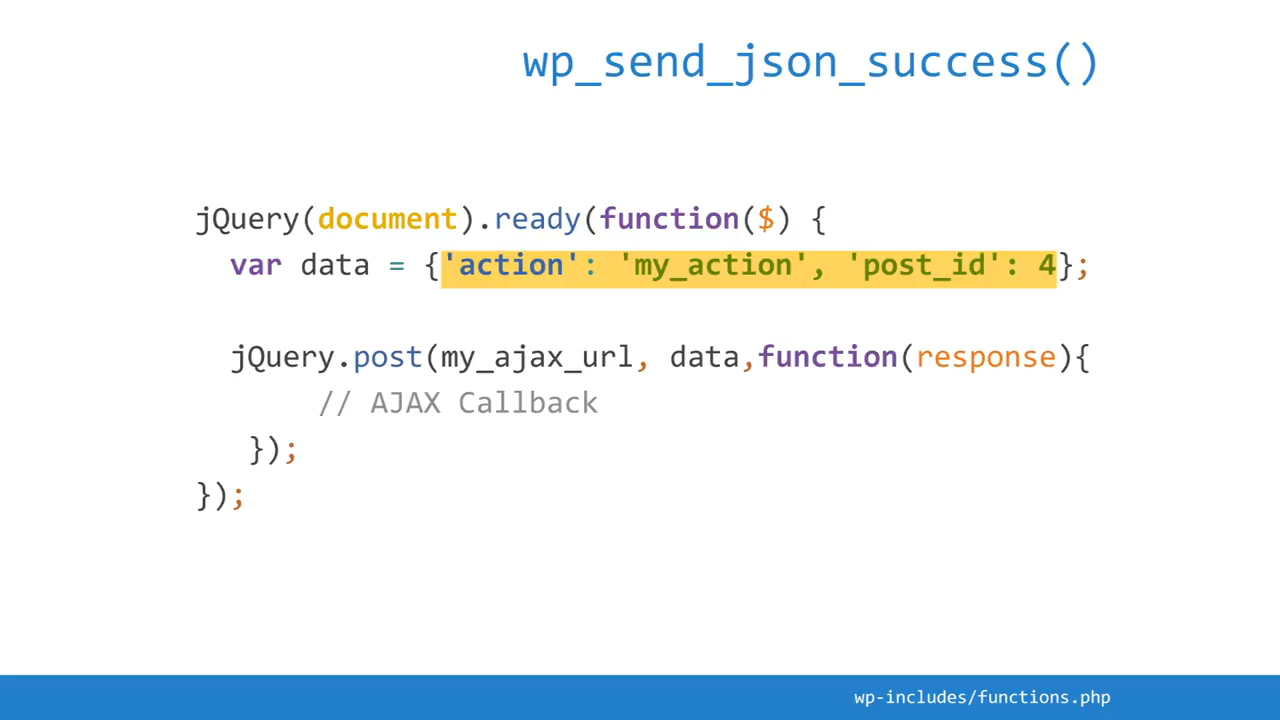 wp_send_json_success()
jQuery(document).ready(function($) {
var data = {'action': 'my_action', 'post_id': 4};
jQuery.post(my_ajax_url, data,function(response){
// AJAX Callback
});
});
wp-includes/functions.php